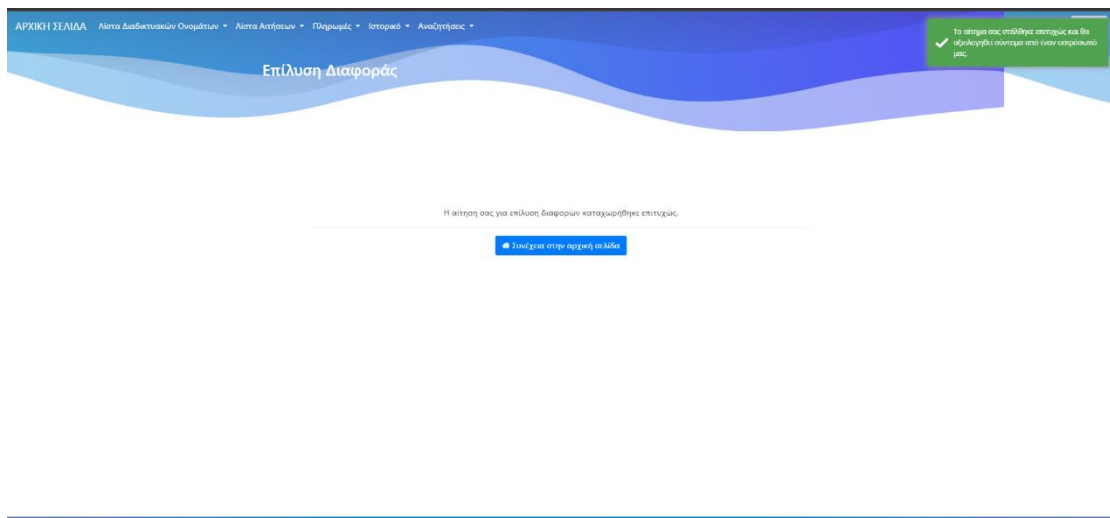 ΑΡΧΙΚΗ ΣΕΛΙΔΑ Λίστα Διαδικτυακών Ονομάτων Λίστα Αιτήσεων Πληρωμές Ιστορικό Αναζητήσεις
Το αίτημα σας στάλθηκε επιτυχώς και θα
αξιολογηθεί σύντομα από έναν εκπρόσωπό
μας.
Επίλυση Διαφοράς
Η αίτηση σας για επίλυση διαφορών καταχωρήθηκε επιτυχώς.
Συνέχεια στην αρχική σελίδα